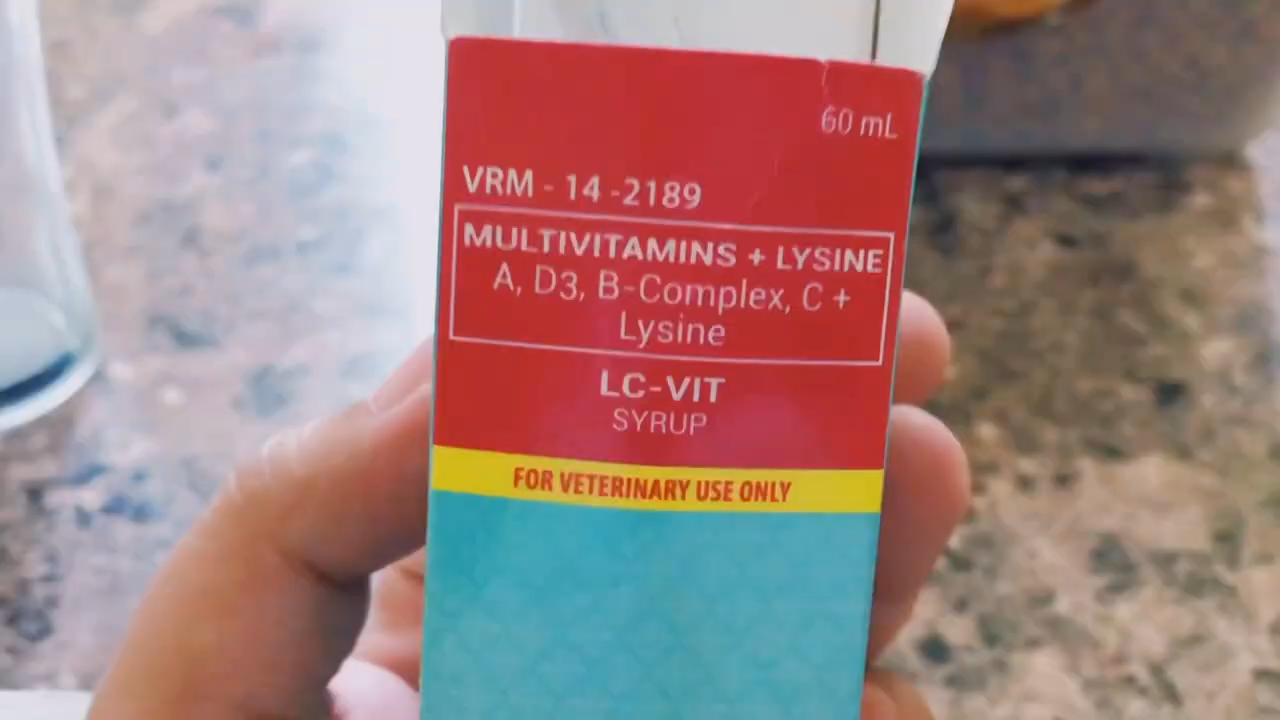 60 mL
VRM - 14 -2189
MULTIVITAMINS + LYSINE
A, D3, B-Complex, C +
Lysine
LC-VIT
SYRUP
FOR VETERINARY USE ONLY